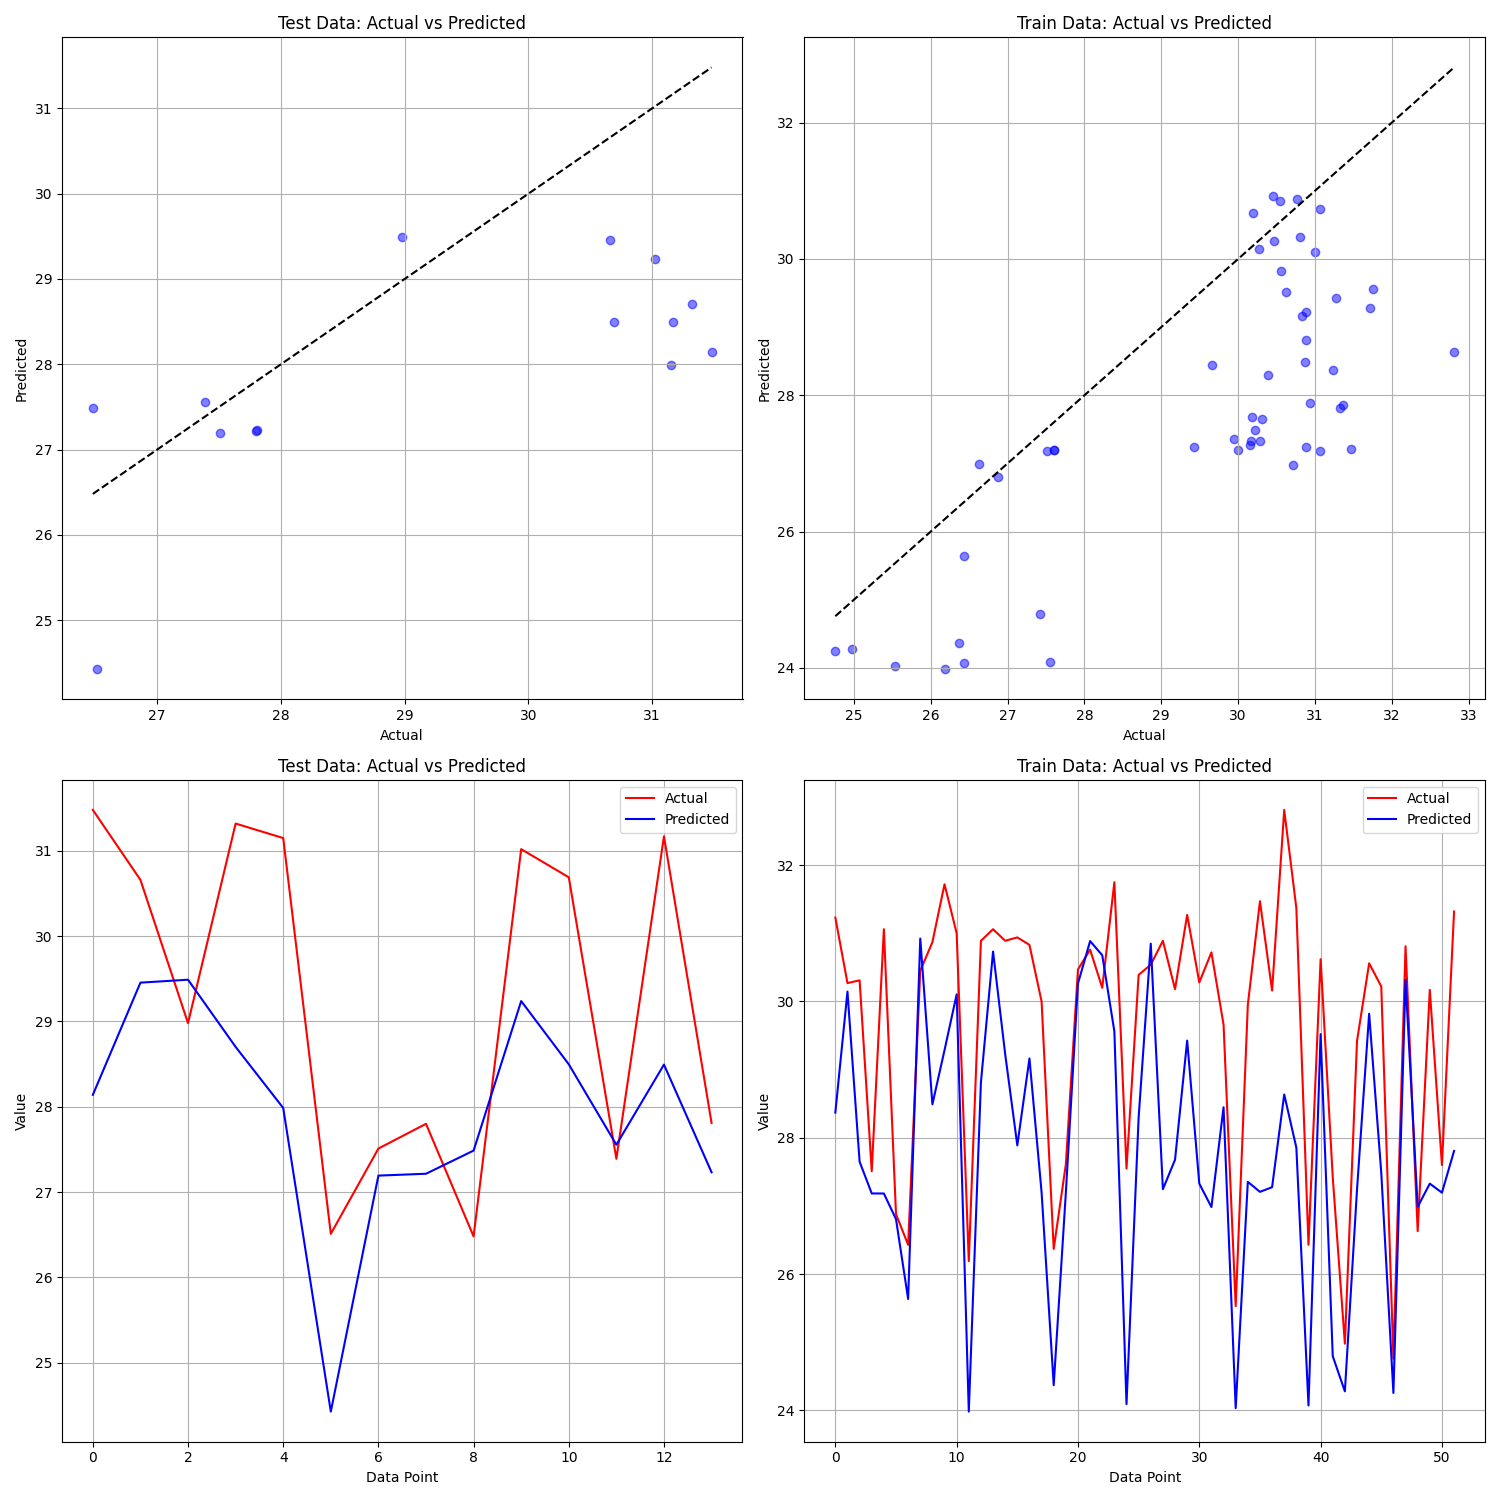 Test Data: Actual vs Predicted
31
30
29
28
27
26
25
Predicted
27 28 29 30 31
Actual
Train Data: Actual vs Predicted
32
30
28
26
24
Predicted
25 26 27 28 29 30 31 32 33
Actual
Test Data: Actual vs Predicted
Actual
Predicted
31
30
29
28
27
26
25
Value
0 2 4 6 8 10 12
Data Point
Train Data: Actual vs Predicted
Actual
Predicted
32
30
28
26
24
Value
0 10 20 30 40 50
Data Point